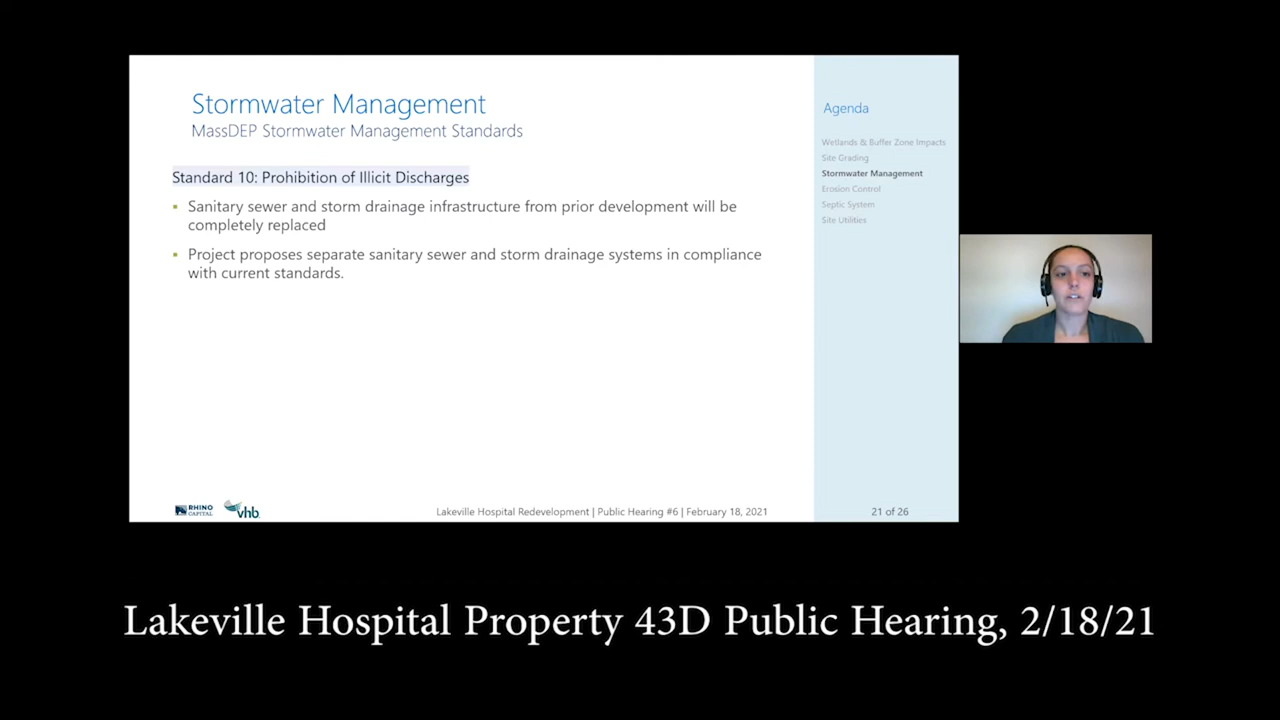 Stormwater Management
MassDEP Stormwater Management Standards
Standard 10: Prohibition of Illicit Discharges
▪ Sanitary sewer and storm drainage infrastructure from prior development will be
completely replaced
▪ Project proposes separate sanitary sewer and storm drainage systems in compliance
with current standards.
Agenda
Wetlands & Buffer Zone Impacts
Site Grading
Stormwater Management
Erosion Control
Septic System
Site Utilities
RHINO
CAPITAL
vhb
Lakeville Hospital Redevelopment | Public Hearing #6 | February 18, 2021
21 of 26
Lakeville Hospital Property 43D Public Hearing, 2/18/21